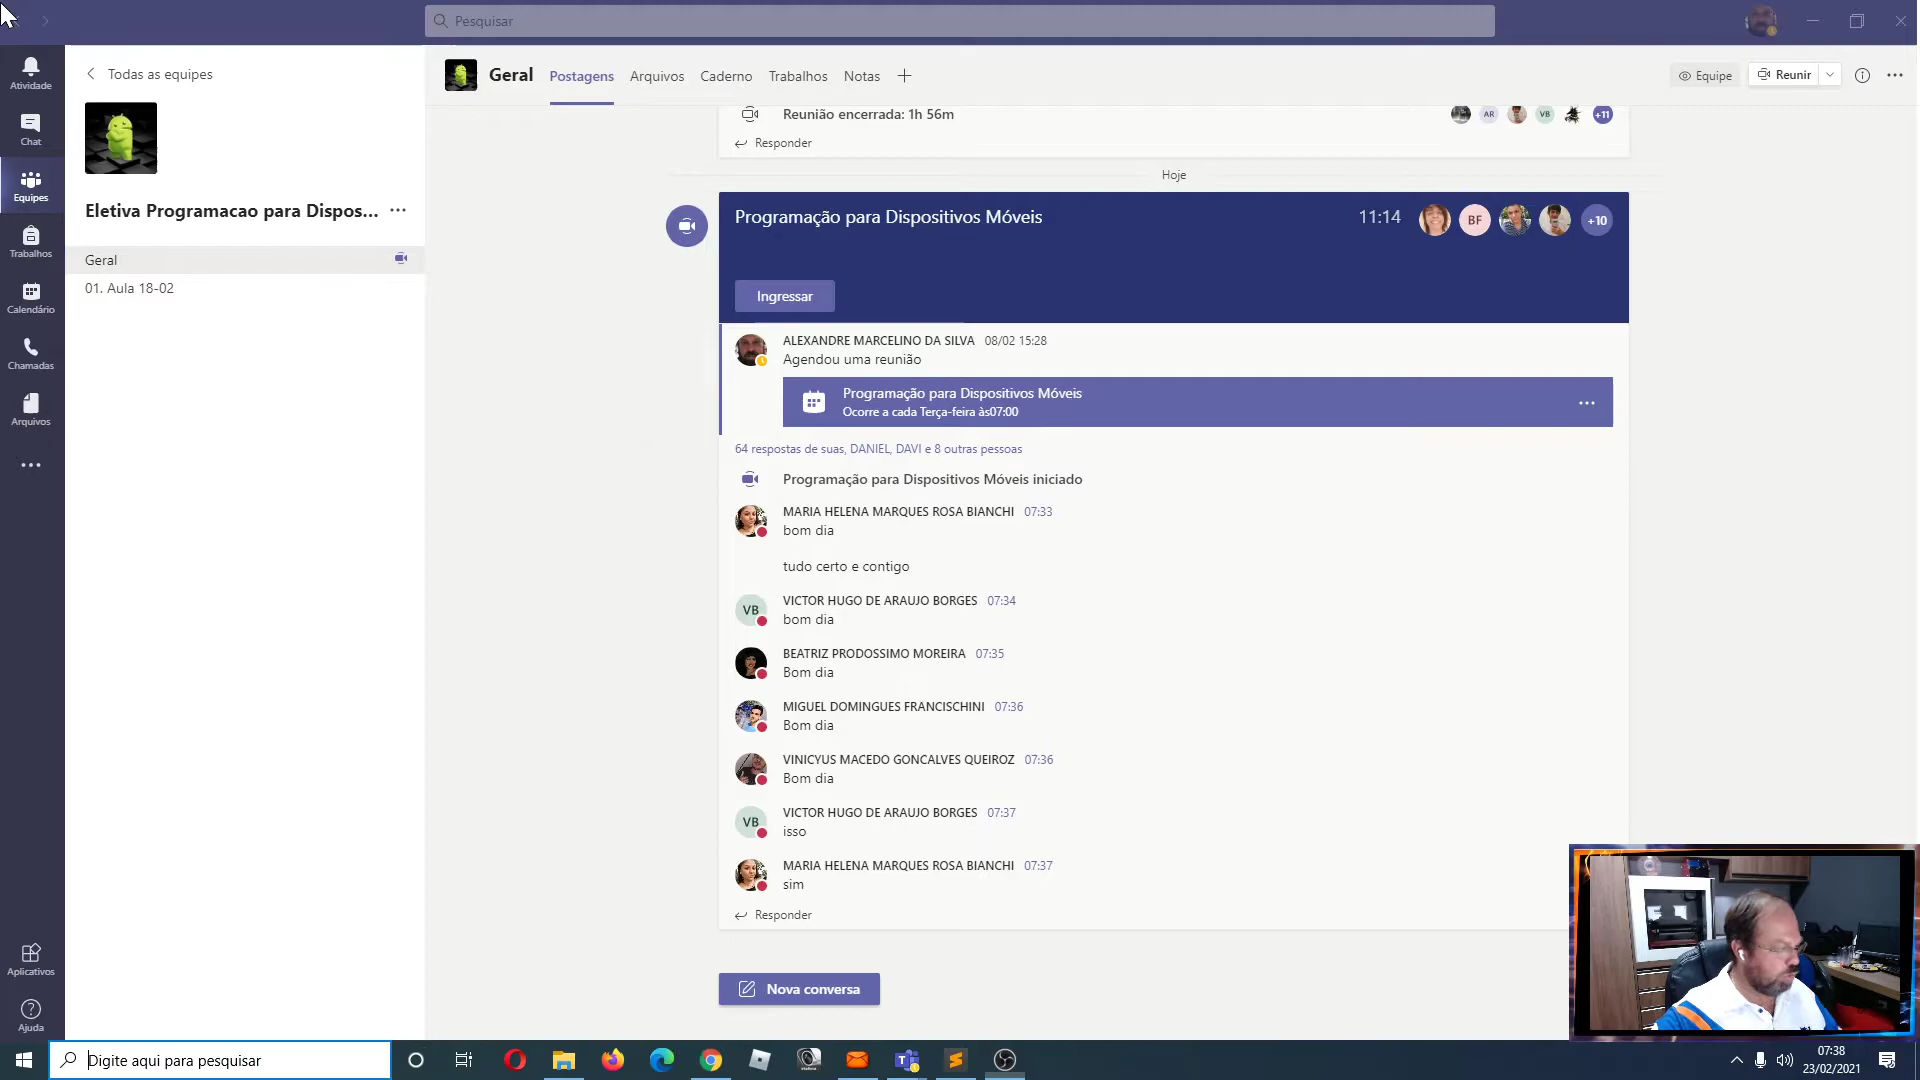 Pesquisar
Atividade
Chat
Equipes
Trabalhos
Calendário
Chamadas
Arquivos
Aplicativos
Ajuda
Todas as equipes
Eletiva Programacao para Dispos...
Geral
01. Aula 18-02
Geral Postagens Arquivos Caderno Trabalhos Notas
Equipe Reunir
Reunião encerrada: 1h 56m
AR VB +11
Responder
Hoje
Programação para Dispositivos Móveis 11:14 BF +10
Ingressar
ALEXANDRE MARCELINO DA SILVA 08/02 15:28
Agendou uma reunião
Programação para Dispositivos Móveis
Ocorre a cada Terça-feira às07:00
64 respostas de suas, DANIEL, DAVI e 8 outras pessoas
Programação para Dispositivos Móveis iniciado
MARIA HELENA MARQUES ROSA BIANCHI 07:33
bom dia
tudo certo e contigo
VB VICTOR HUGO DE ARAUJO BORGES 07:34
bom dia
BEATRIZ PRODOSSIMO MOREIRA 07:35
Bom dia
MIGUEL DOMINGUES FRANCISCHINI 07:36
Bom dia
VINICYUS MACEDO GONCALVES QUEIROZ 07:36
Bom dia
VB VICTOR HUGO DE ARAUJO BORGES 07:37
isso
MARIA HELENA MARQUES ROSA BIANCHI 07:37
sim
Responder
Nova conversa
Digite aqui para pesquisar
07:38
23/02/2021